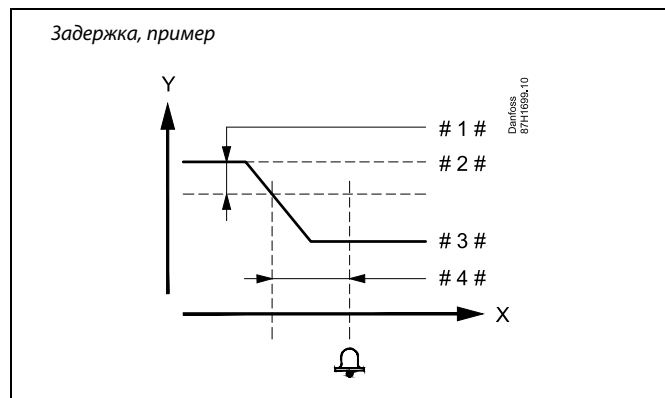 Задержка, пример
Y
Danfoss
87H1699.10
# 1 #
# 2 #
# 3 #
# 4 #
X